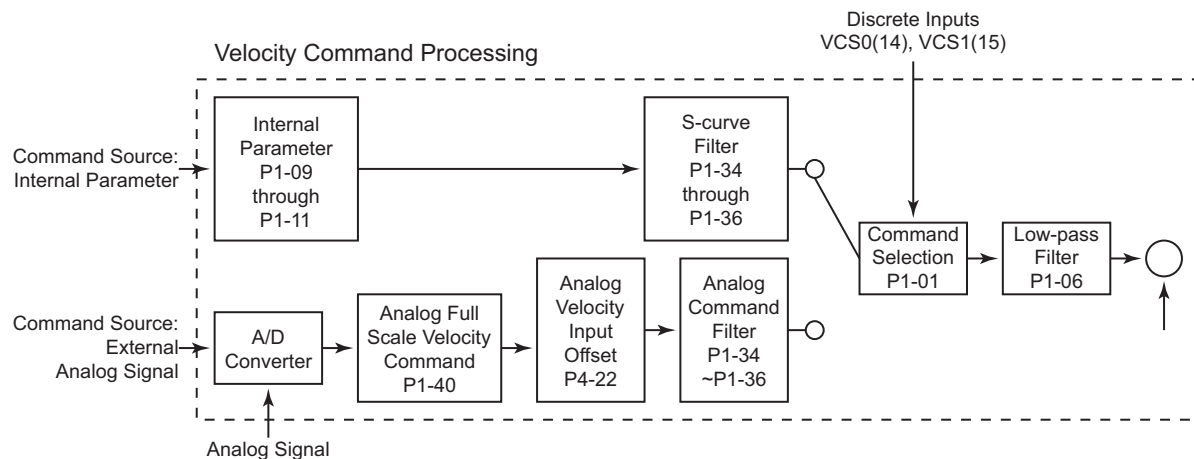 Discrete Inputs
VCS0(14), VCS1(15)
Velocity Command Processing
Command Source:
Internal Parameter
Internal
Parameter
P1-09
through
P1-11
S-curve
Filter
P1-34
through
P1-36
Command
Selection
P1-01
Low-pass
Filter
P1-06
Command Source:
External
Analog Signal
A/D
Converter
Analog Full
Scale Velocity
Command
P1-40
Analog
Velocity
Input
Offset
P4-22
Analog
Command
Filter
P1-34
~P1-36
Analog Signal